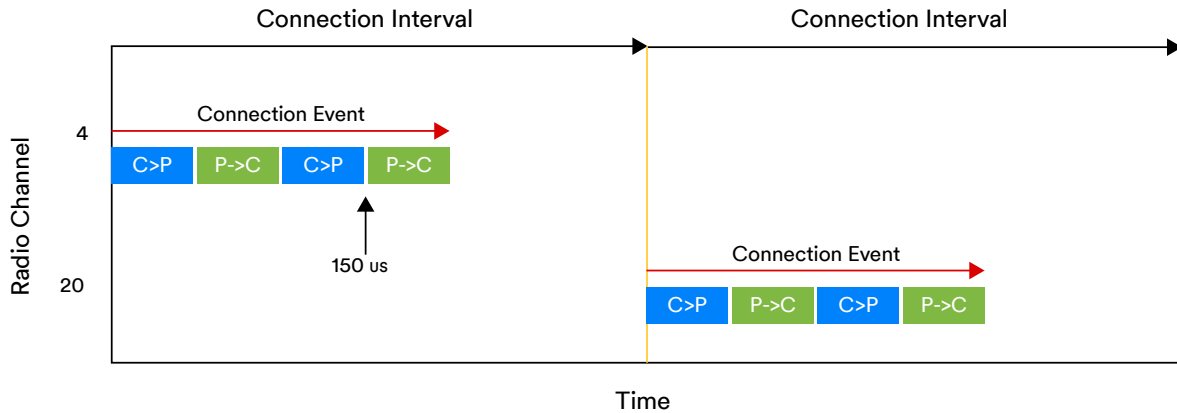 Connection Interval
Connection Interval
Connection Event
4
C>P
P->C
C>P
P->C
Radio Channel
150 us
Connection Event
20
C>P
P->C
C>P
P->C
Time